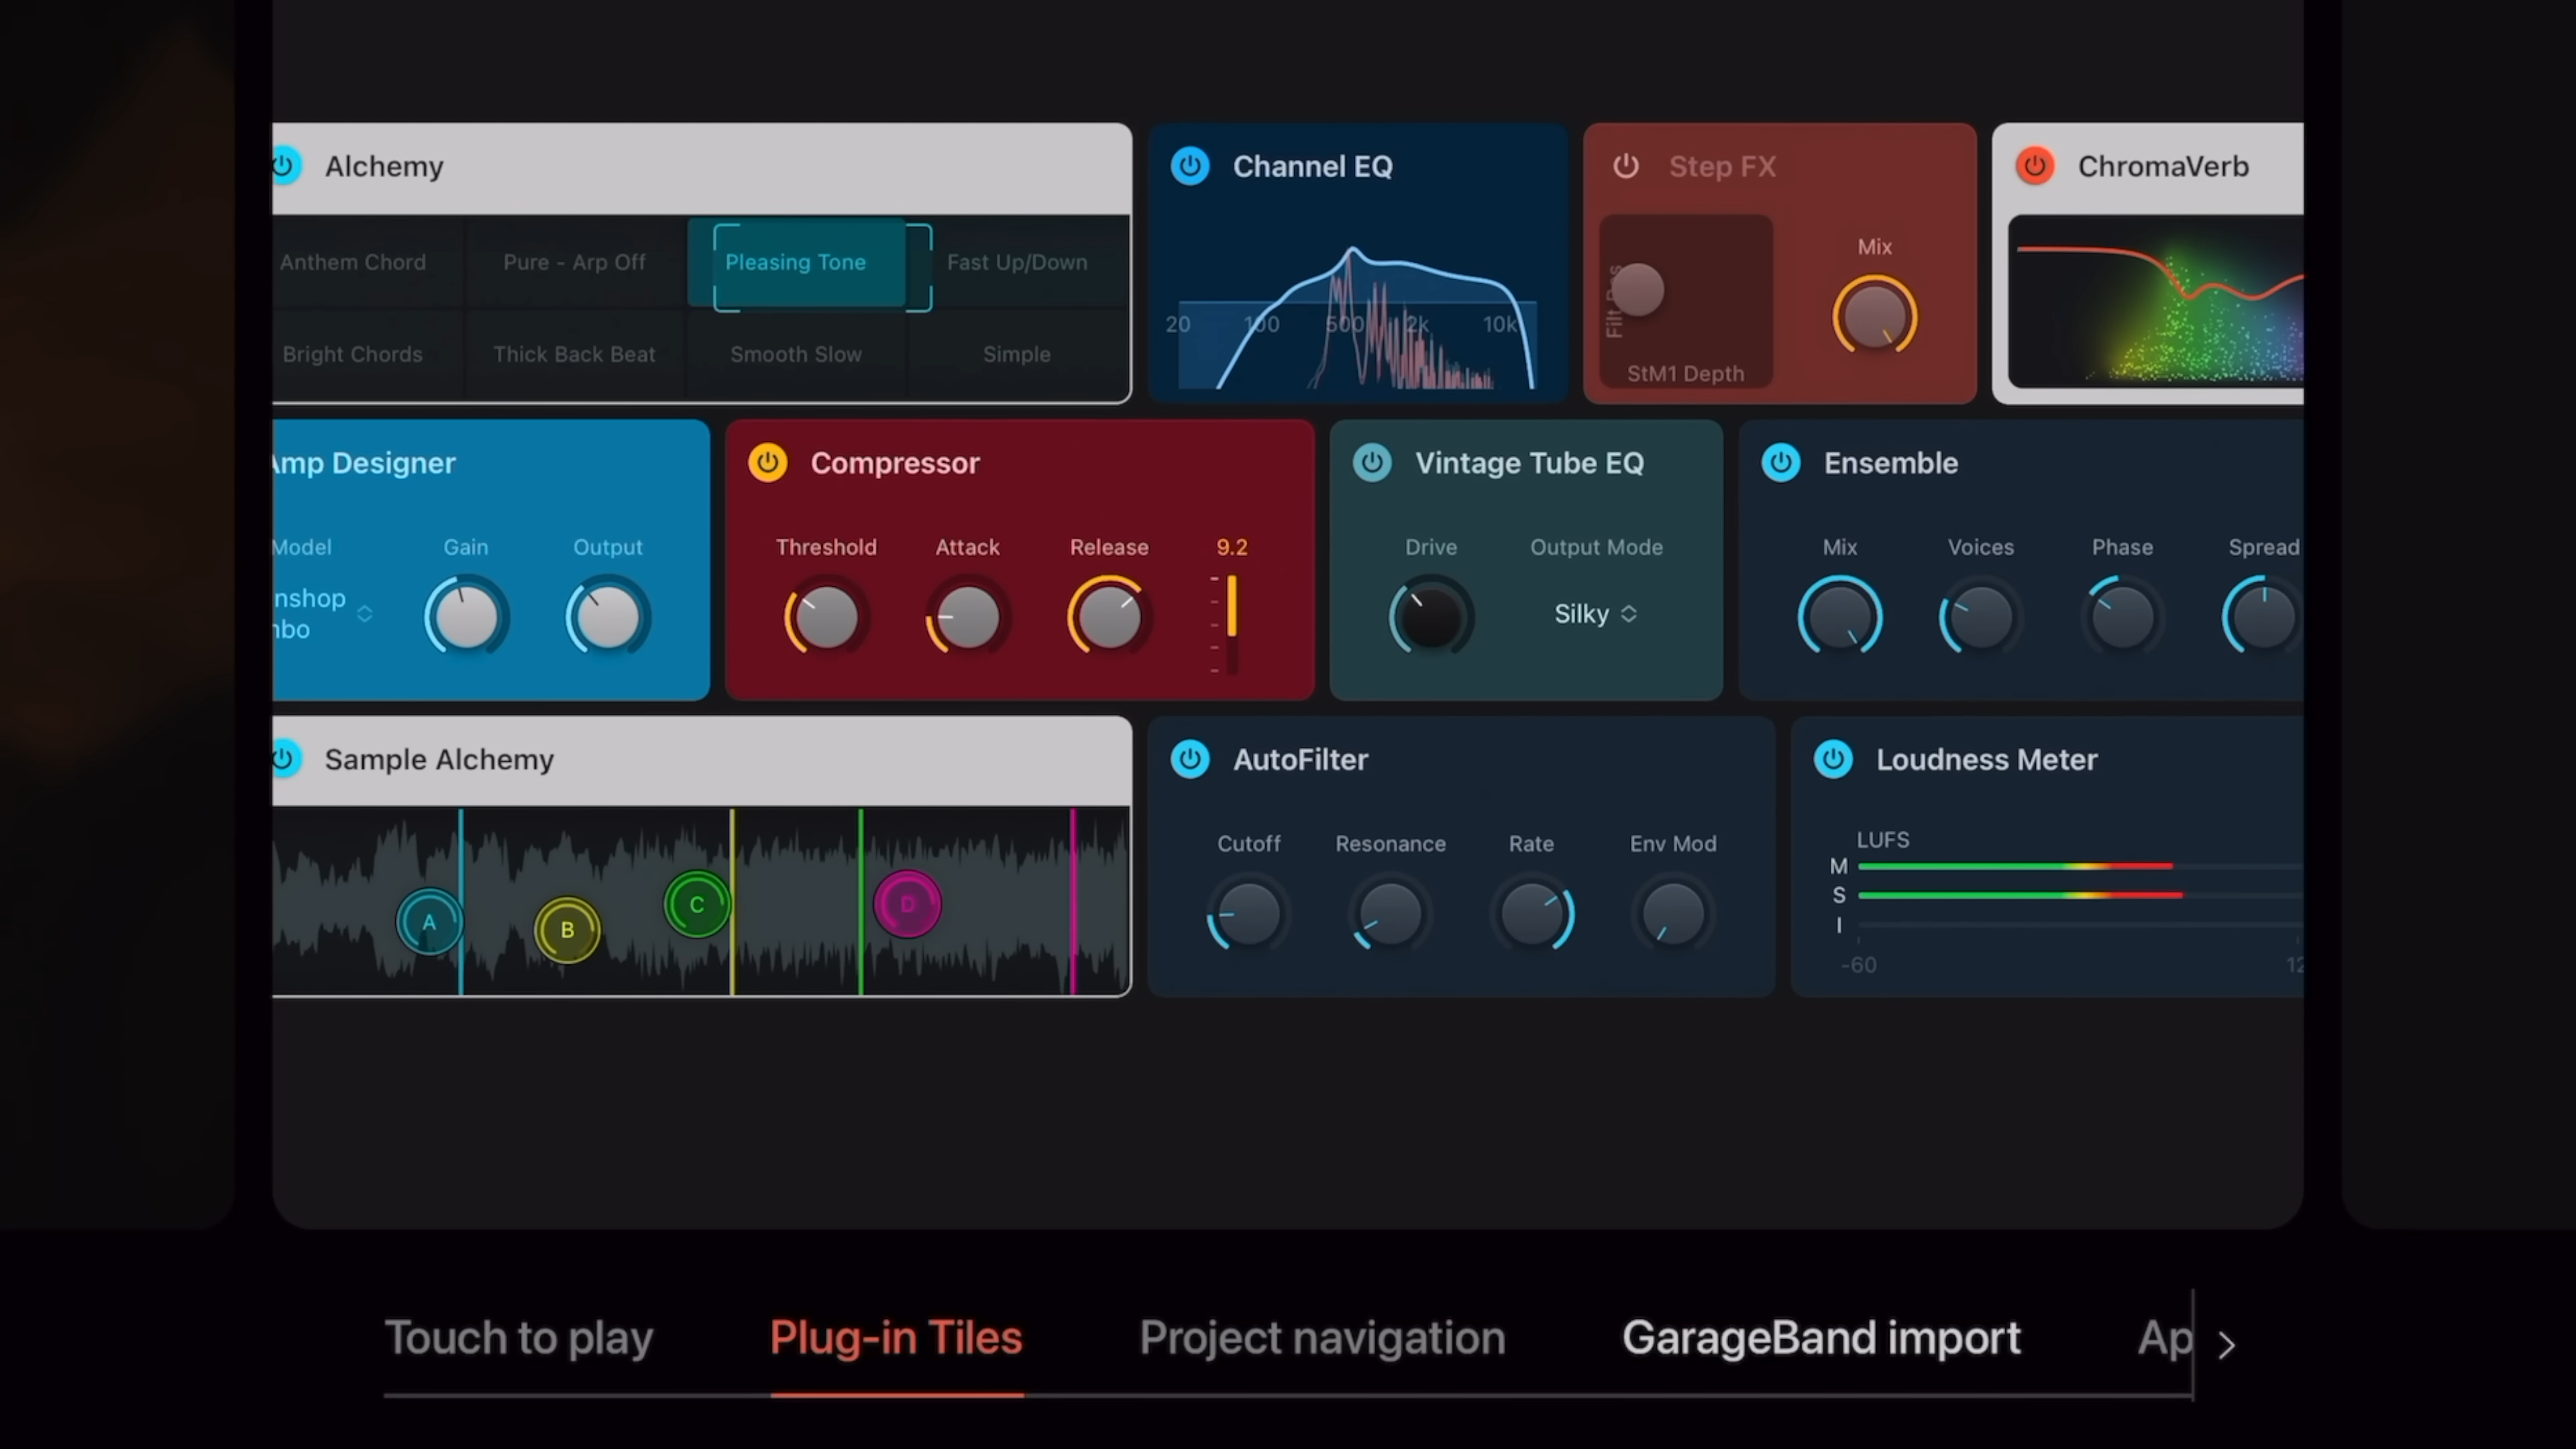 Alchemy
Anthem Chord
Pure - Arp Off
Pleasing Tone
Fast Up/Down
Bright Chords
Thick Back Beat
Smooth Slow
Simple
Channel EQ
20 100 500 2k 10k
Step FX
Mix
StM1 Depth
ChromaVerb
Amp Designer
Model
Gain
Output
Compressor
Threshold
Attack
Release
9.2
Vintage Tube EQ
Drive
Output Mode
Silky
Ensemble
Mix
Voices
Phase
Spread
Sample Alchemy
A
B
C
D
AutoFilter
Cutoff
Resonance
Rate
Env Mod
Loudness Meter
LUFS
M
S
I
-60
Touch to play
Plug-in Tiles
Project navigation
GarageBand import